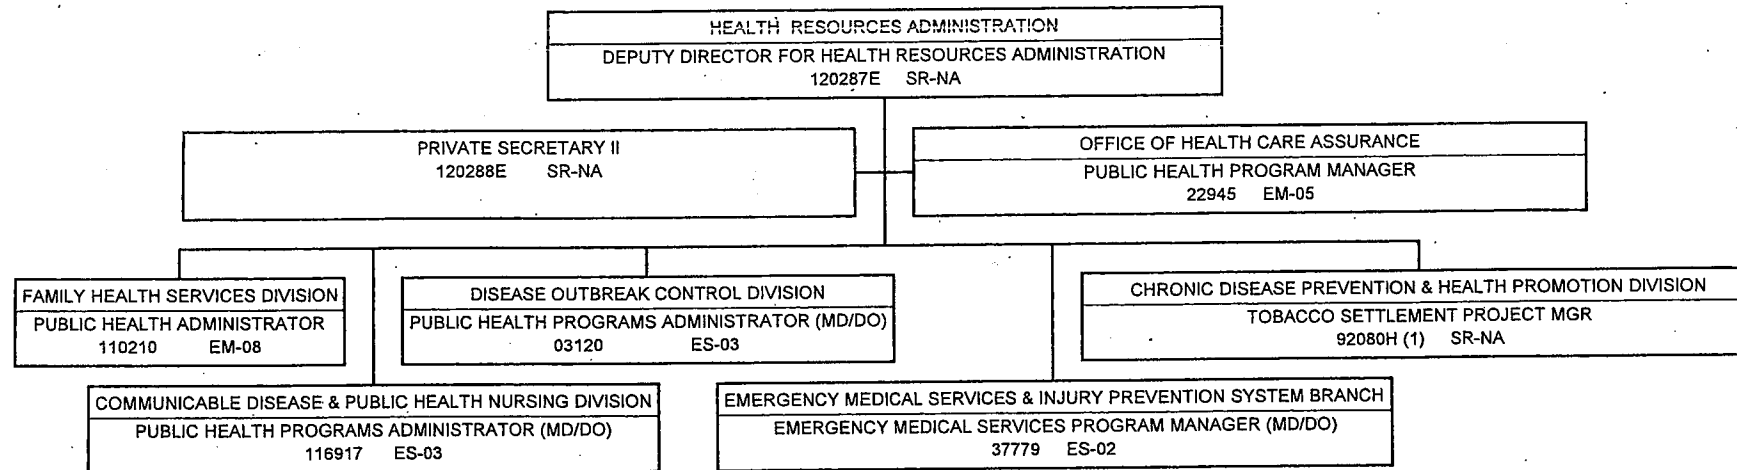 HEALTH RESOURCES ADMINISTRATION
DEPUTY DIRECTOR FOR HEALTH RESOURCES ADMINISTRATION
120287E SR-NA
PRIVATE SECRETARY II
120288E SR-NA
OFFICE OF HEALTH CARE ASSURANCE
PUBLIC HEALTH PROGRAM MANAGER
22945 EM-05
FAMILY HEALTH SERVICES DIVISION
PUBLIC HEALTH ADMINISTRATOR
110210 EM-08
DISEASE OUTBREAK CONTROL DIVISION
PUBLIC HEALTH PROGRAMS ADMINISTRATOR (MD/DO)
03120 ES-03
CHRONIC DISEASE PREVENTION & HEALTH PROMOTION DIVISION
TOBACCO SETTLEMENT PROJECT MGR
92080H (1) SR-NA
COMMUNICABLE DISEASE & PUBLIC HEALTH NURSING DIVISION
PUBLIC HEALTH PROGRAMS ADMINISTRATOR (MD/DO)
116917 ES-03
EMERGENCY MEDICAL SERVICES & INJURY PREVENTION SYSTEM BRANCH
EMERGENCY MEDICAL SERVICES PROGRAM MANAGER (MD/DO)
37779 ES-02